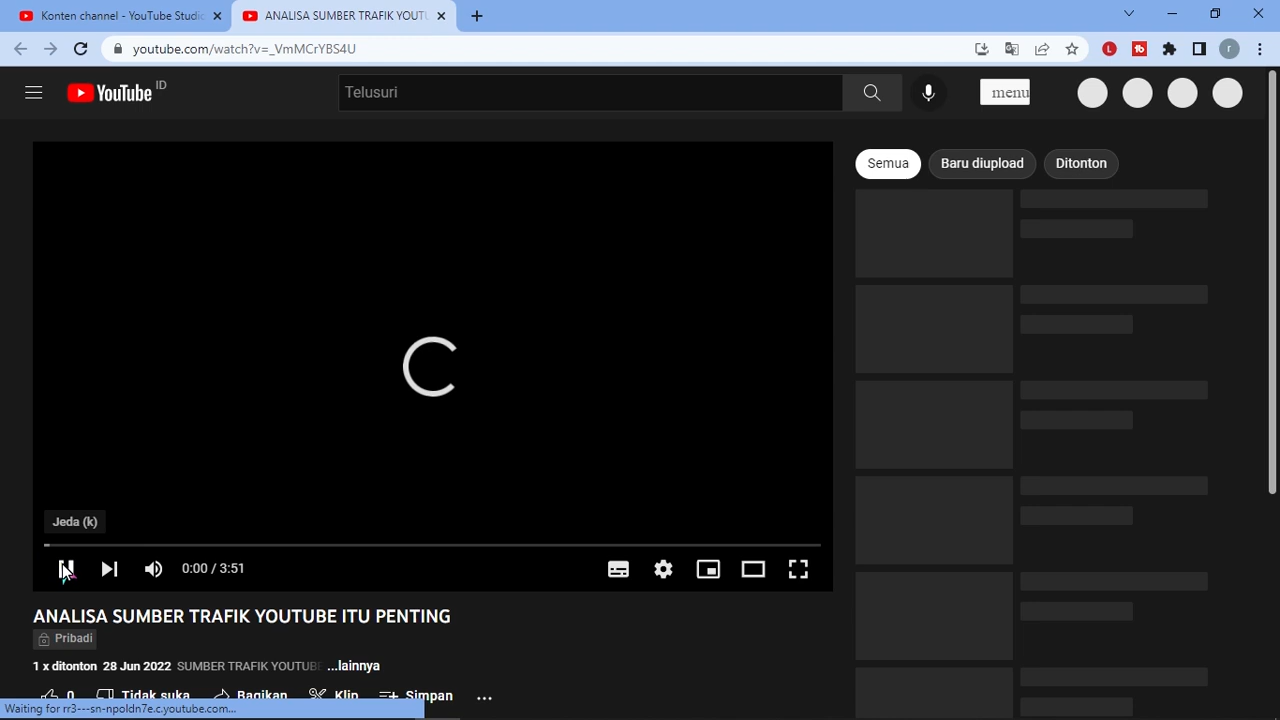 Konten channel - YouTube Studio
ANALISA SUMBER TRAFIK YOUTU
youtube.com/watch?v=_VmMCrYBS4U
YouTube ID
Telusuri
menu
Semua
Baru diupload
Ditonton
Jeda (k)
0:00 / 3:51
ANALISA SUMBER TRAFIK YOUTUBE ITU PENTING
Pribadi
1 x ditonton 28 Jun 2022 SUMBER TRAFIK YOUTUBE ...lainnya
0 Tidak suka Bagikan Klip Simpan
Waiting for rr3---sn-npoldn7e.c.youtube.com...